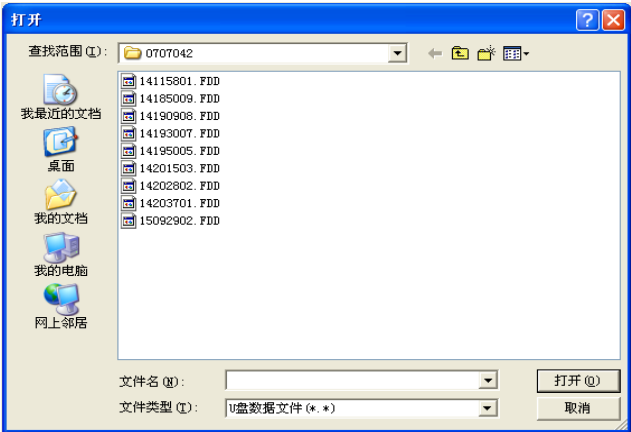 打开
查找范围(I):
0707042
我最近的文档
桌面
我的文档
我的电脑
网上邻居
14115801.FDD
14185009.FDD
14190908.FDD
14193007.FDD
14195005.FDD
14201503.FDD
14202802.FDD
14203701.FDD
15092902.FDD
文件名(N):
打开(O)
文件类型(T):
U盘数据文件(*.*)
取消